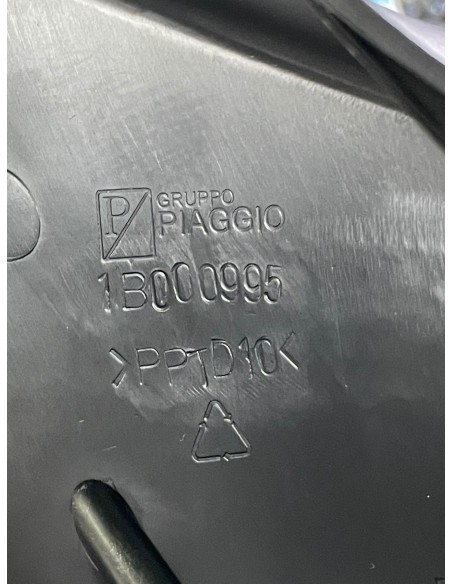 P
GRUPPO
PIAGGIO
1B000995
>PPTD10<